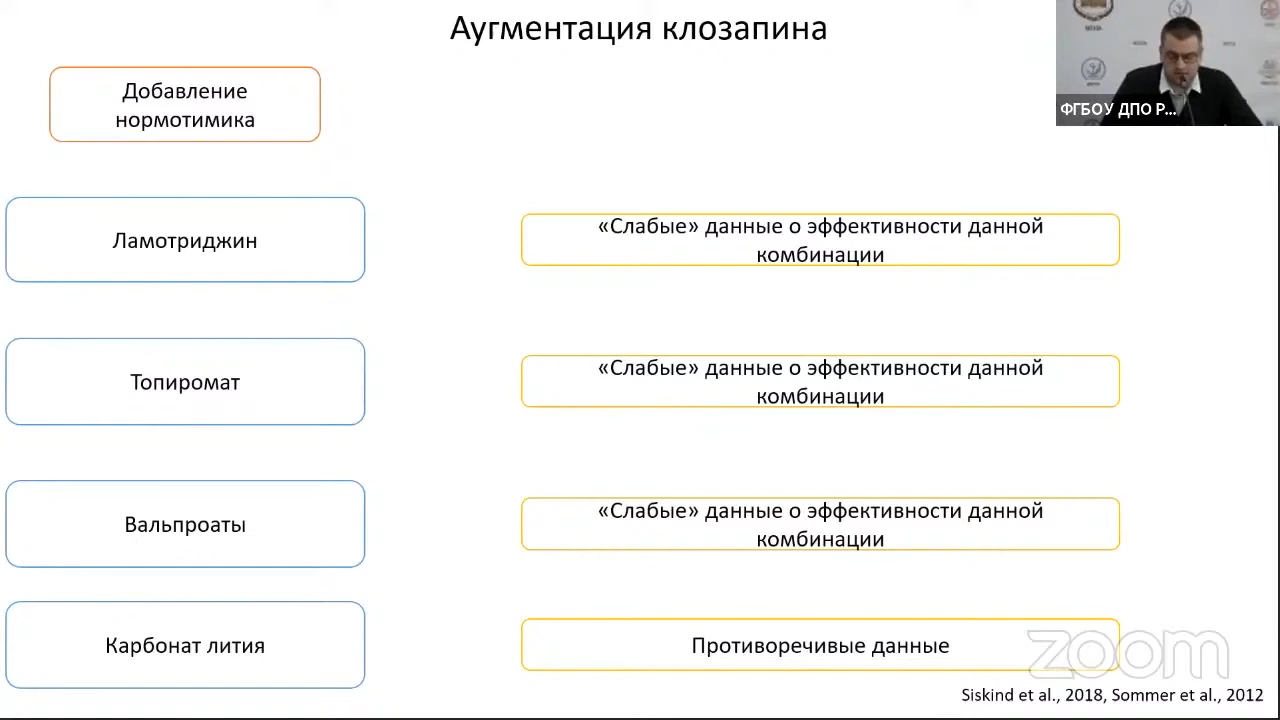 Аугментация клозапина
ФГБОУ ДПО Р...
Добавление
нормотимика
Ламотриджин
«Слабые» данные о эффективности данной
комбинации
Топиромат
«Слабые» данные о эффективности данной
комбинации
Вальпроаты
«Слабые» данные о эффективности данной
комбинации
Карбонат лития
Противоречивые данные
zoom
Siskind et al., 2018, Sommer et al., 2012